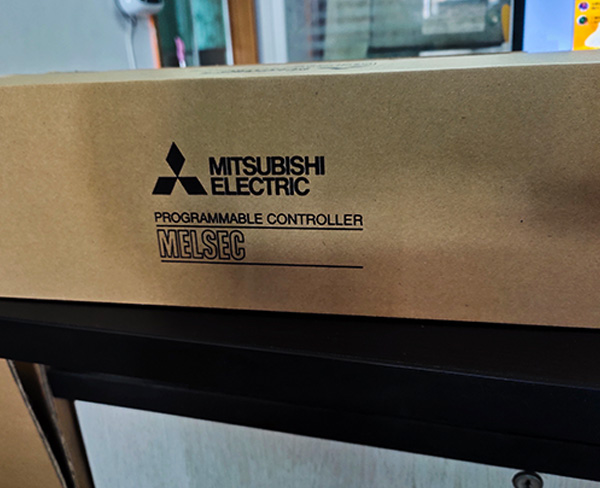 MITSUBISHI
ELECTRIC
PROGRAMMABLE CONTROLLER
MELSEC